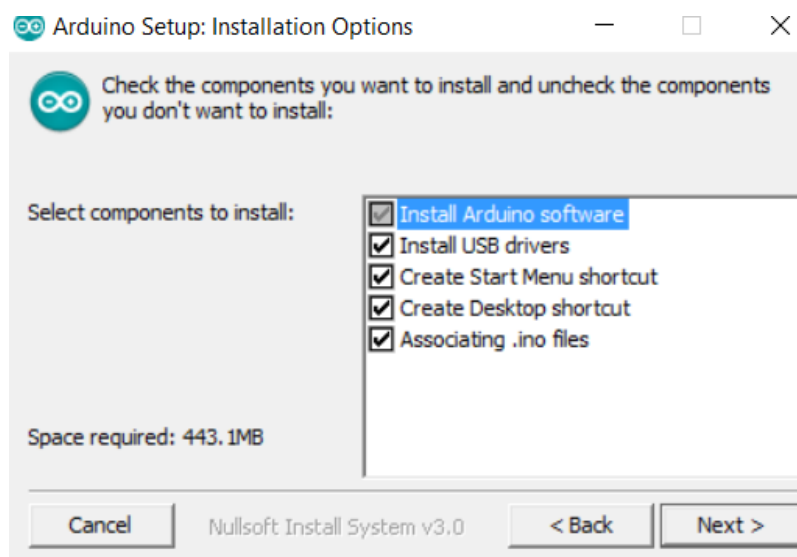 Arduino Setup: Installation Options
Check the components you want to install and uncheck the components
you don't want to install:
Select components to install:
Install Arduino software
Install USB drivers
Create Start Menu shortcut
Create Desktop shortcut
Associating .ino files
Space required: 443.1MB
Cancel
Nullsoft Install System v3.0
< Back
Next >